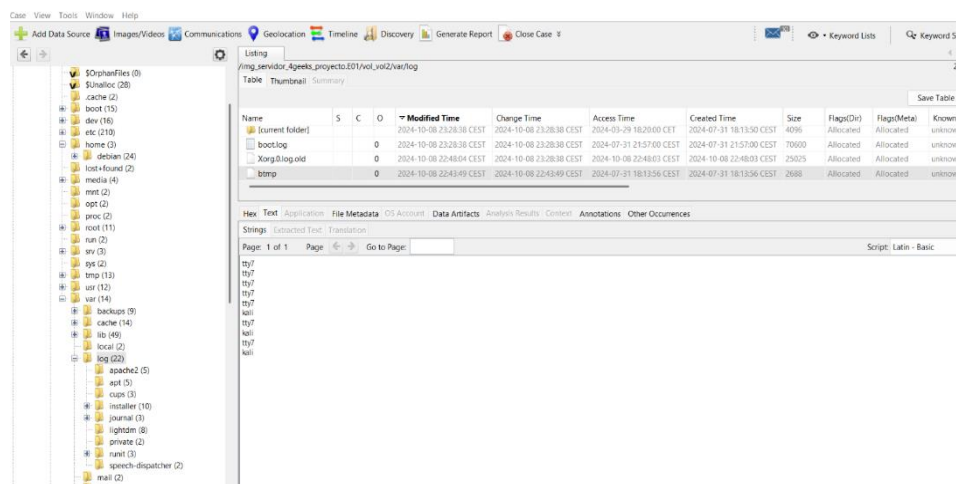 Case View Tools Window Help
Add Data Source Images/Videos Communications Geolocation Timeline Discovery Generate Report Close Case Keyword Lists Keyword S
Listing
/img_servidor_4geeks_proyecto.E01/vol_vol2/var/log
Table Thumbnail Summary
Save Table
Name S C O Modified Time Change Time Access Time Created Time Size Flags(Dir) Flags(Meta) Known
[current folder] 2024-10-08 23:28:38 CEST 2024-10-08 23:28:38 CEST 2024-03-29 18:20:00 CET 2024-07-31 18:13:50 CEST 4096 Allocated Allocated unknow
boot.log 0 2024-10-08 23:28:38 CEST 2024-10-08 23:28:38 CEST 2024-07-31 21:57:00 CEST 2024-07-31 21:57:00 CEST 70600 Allocated Allocated unknow
Xorg.0.log.old 0 2024-10-08 22:48:04 CEST 2024-10-08 22:48:03 CEST 2024-10-08 22:48:03 CEST 2024-10-08 22:48:03 CEST 25025 Allocated Allocated unknow
btmp 0 2024-10-08 22:43:49 CEST 2024-10-08 22:43:49 CEST 2024-07-31 18:13:56 CEST 2024-07-31 18:13:56 CEST 2688 Allocated Allocated unknow
Hex Text Application File Metadata OS Account Data Artifacts Analysis Results Context Annotations Other Occurrences
Strings Extracted Text Translation
Page: 1 of 1 Page Go to Page: Script: Latin - Basic
tty7
tty7
tty7
tty7
tty7
kali
tty7
kali
tty7
kali
$OrphanFiles (0)
$Unalloc (28)
.cache (2)
boot (15)
dev (16)
etc (210)
home (3)
debian (24)
lost+found (2)
media (4)
mnt (2)
opt (2)
proc (2)
root (11)
run (2)
srv (3)
sys (2)
tmp (13)
usr (12)
var (14)
backups (9)
cache (14)
lib (49)
local (2)
log (22)
apache2 (5)
apt (5)
cups (3)
installer (10)
journal (3)
lightdm (8)
private (2)
runit (3)
speech-dispatcher (2)
mail (2)